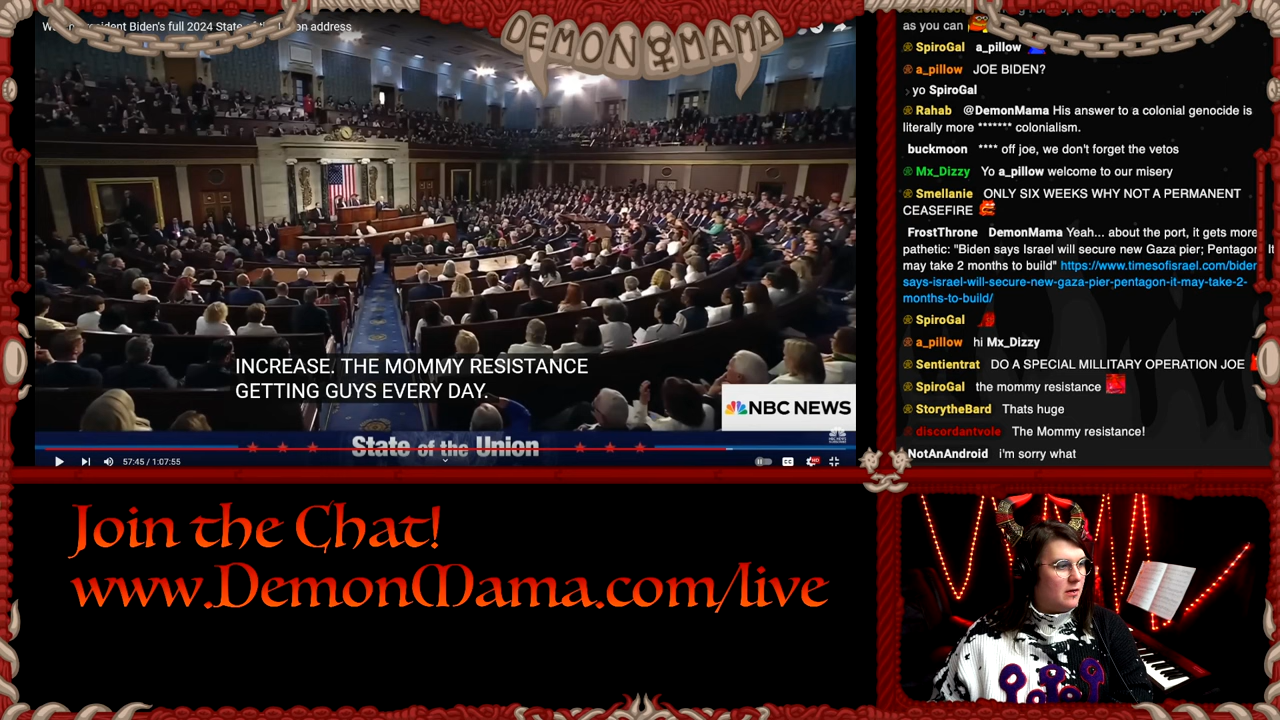 President Biden's full 2024 State
address
DEMON MAMA
INCREASE. THE MOMMY RESISTANCE
GETTING GUYS EVERY DAY.
NBC NEWS
State of the Union
57:45 / 1:07:55
as you can
SpiroGal a_pillow
a_pillow JOE BIDEN?
yo SpiroGal
Rahab @DemonMama His answer to a colonial genocide is
literally more ******* colonialism.
buckmoon **** off joe, we don't forget the vetos
Mx_Dizzy Yo a_pillow welcome to our misery
Smellanie ONLY SIX WEEKS WHY NOT A PERMANENT
CEASEFIRE
FrostThrone DemonMama Yeah... about the port, it gets more
pathetic: "Biden says Israel will secure new Gaza pier; Pentagon It
may take 2 months to build" https://www.timesofisrael.com/biden
says-israel-will-secure-new-gaza-pier-pentagon-it-may-take-2-
months-to-build/
SpiroGal
a_pillow hi Mx_Dizzy
Sentientrat DO A SPECIAL MILLITARY OPERATION JOE
SpiroGal the mommy resistance
StorytheBard Thats huge
discordantvole The Mommy resistance!
NotAnAndroid i'm sorry what
Join the Chat!
www.DemonMama.com/live